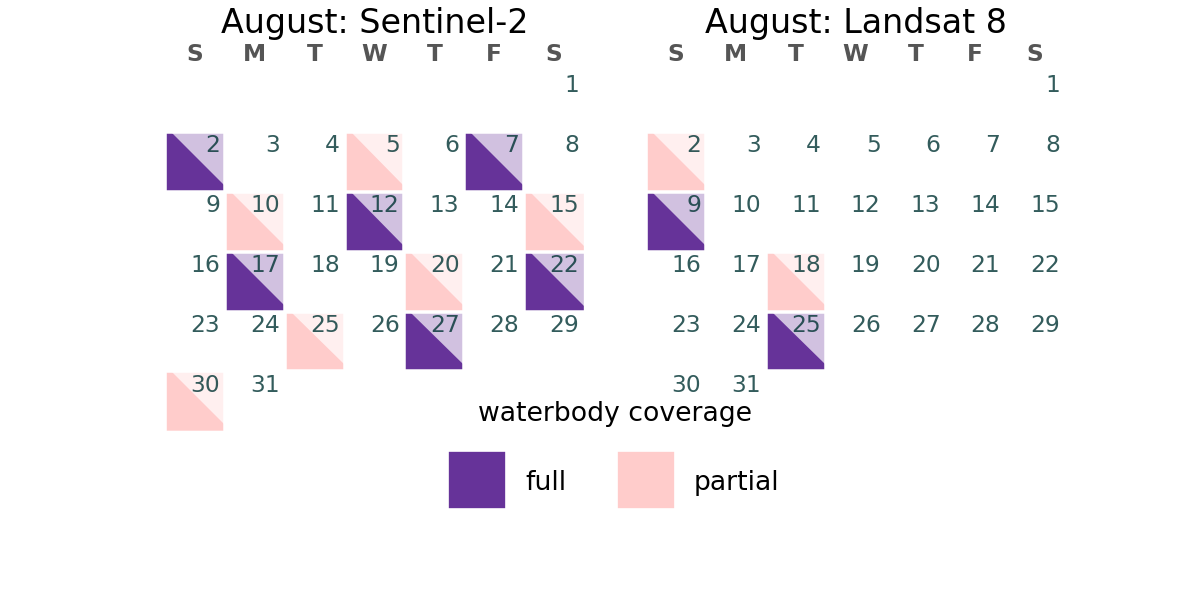 August: Sentinel-2
S M T W T F S
1
2 3 4 5 6 7 8
9 10 11 12 13 14 15
16 17 18 19 20 21 22
23 24 25 26 27 28 29
30 31
August: Landsat 8
S M T W T F S
1
2 3 4 5 6 7 8
9 10 11 12 13 14 15
16 17 18 19 20 21 22
23 24 25 26 27 28 29
30 31
waterbody coverage
full partial